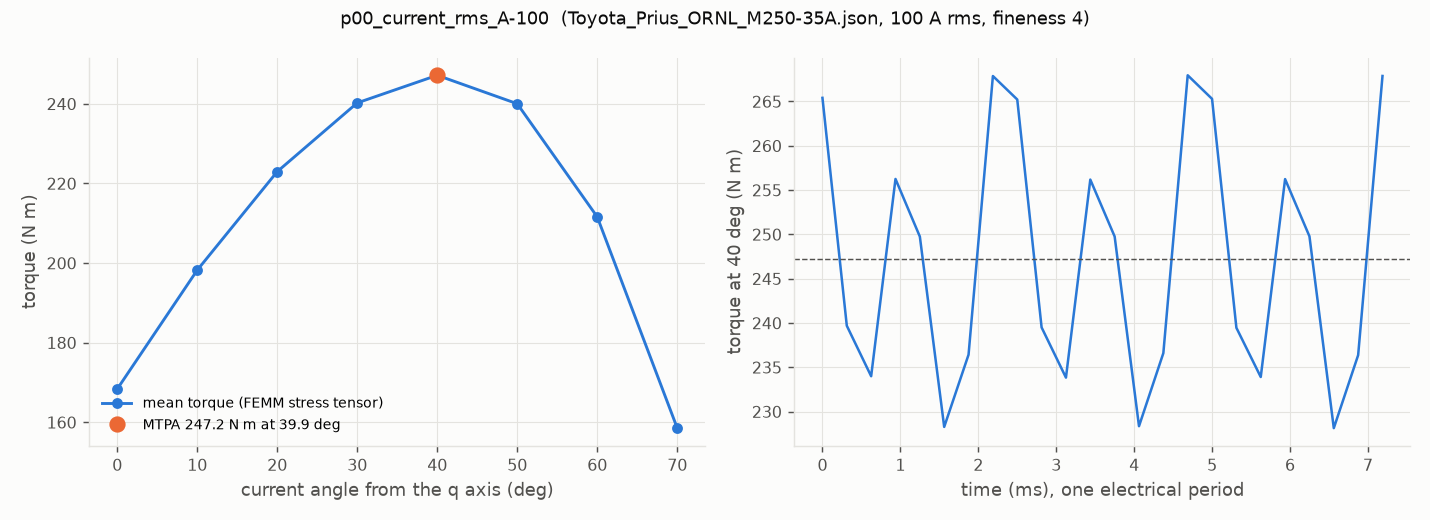 p00_current_rms_A-100  (Toyota_Prius_ORNL_M250-35A.json, 100 A rms, fineness 4)
torque (N m)
240
220
200
180
160
mean torque (FEMM stress tensor)
MTPA 247.2 N m at 39.9 deg
0 10 20 30 40 50 60 70
current angle from the q axis (deg)
torque at 40 deg (N m)
265
260
255
250
245
240
235
230
0 1 2 3 4 5 6 7
time (ms), one electrical period